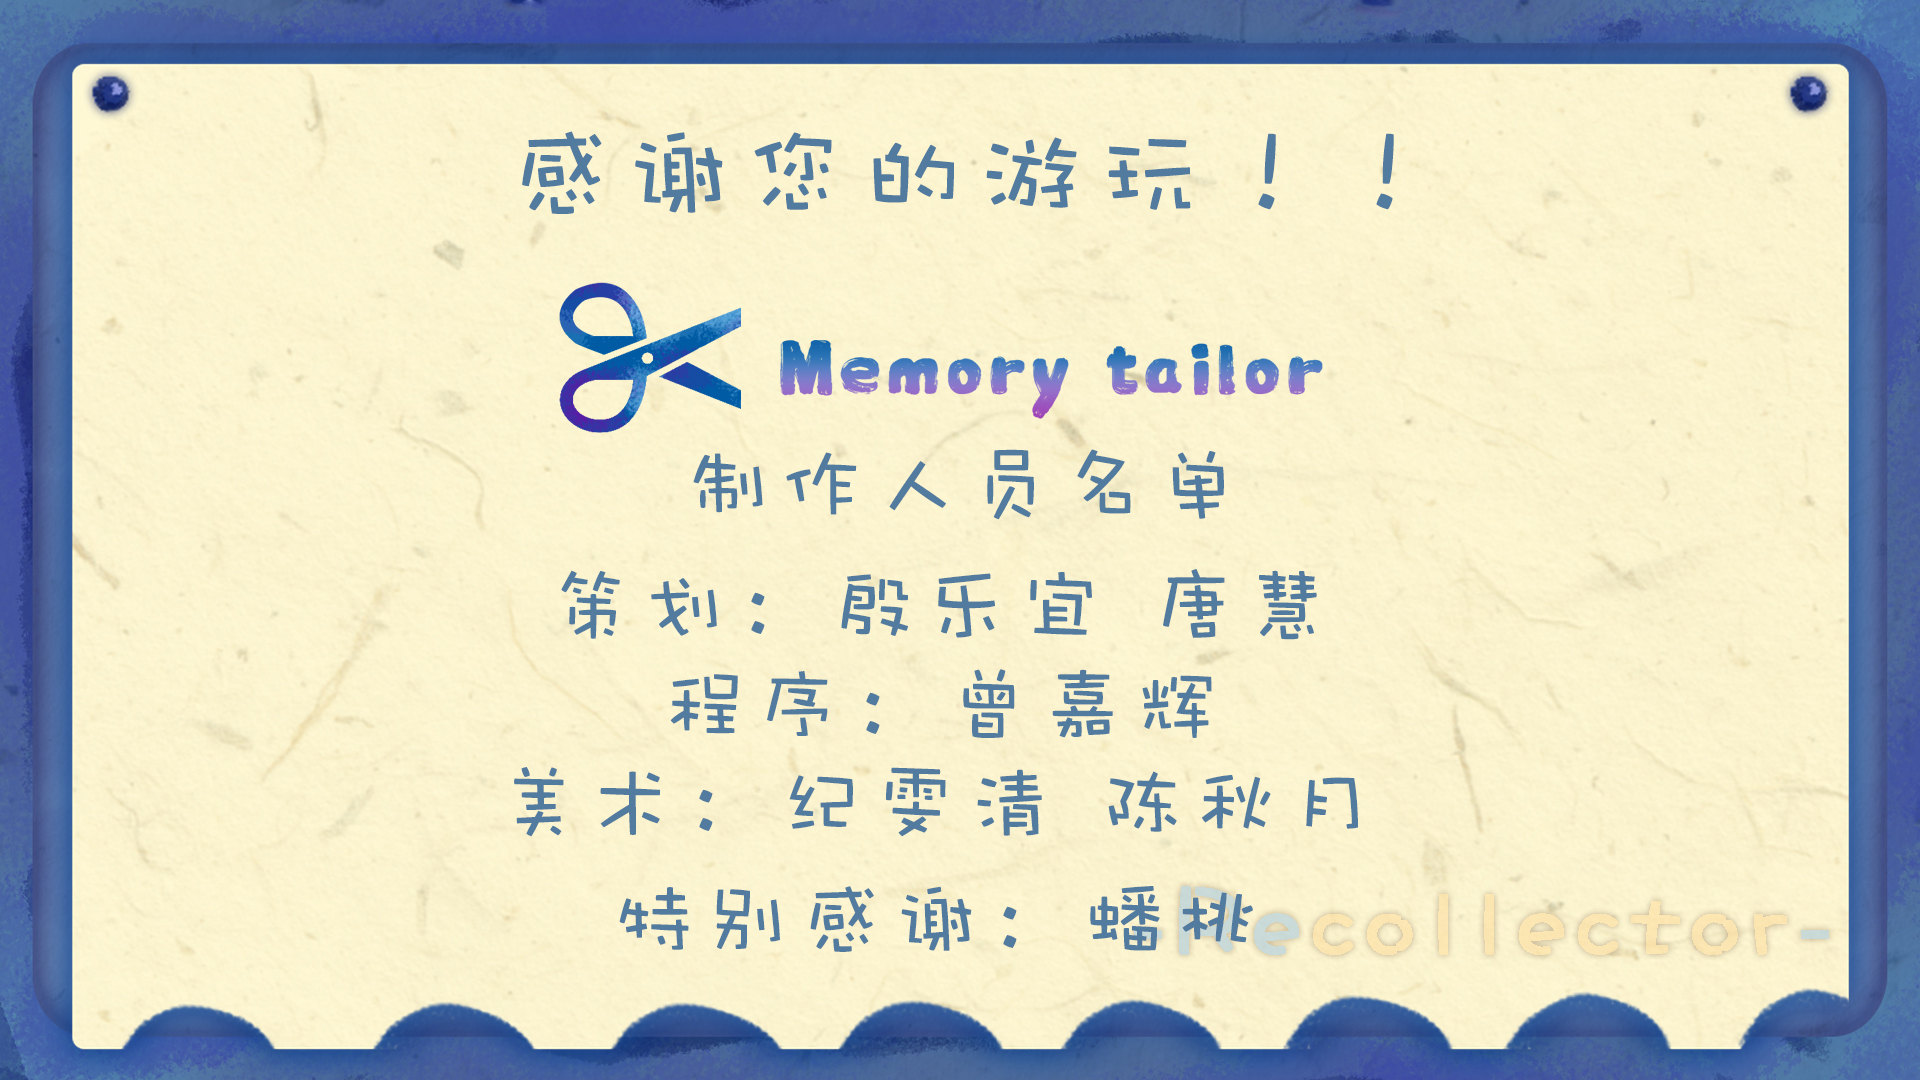 感谢您的游玩！！
Memory tailor
制作人员名单
策划：殷乐宜 唐慧
程序：曾嘉辉
美术：纪雯清 陈秋月
特别感谢：蟠桃
-Recollector-